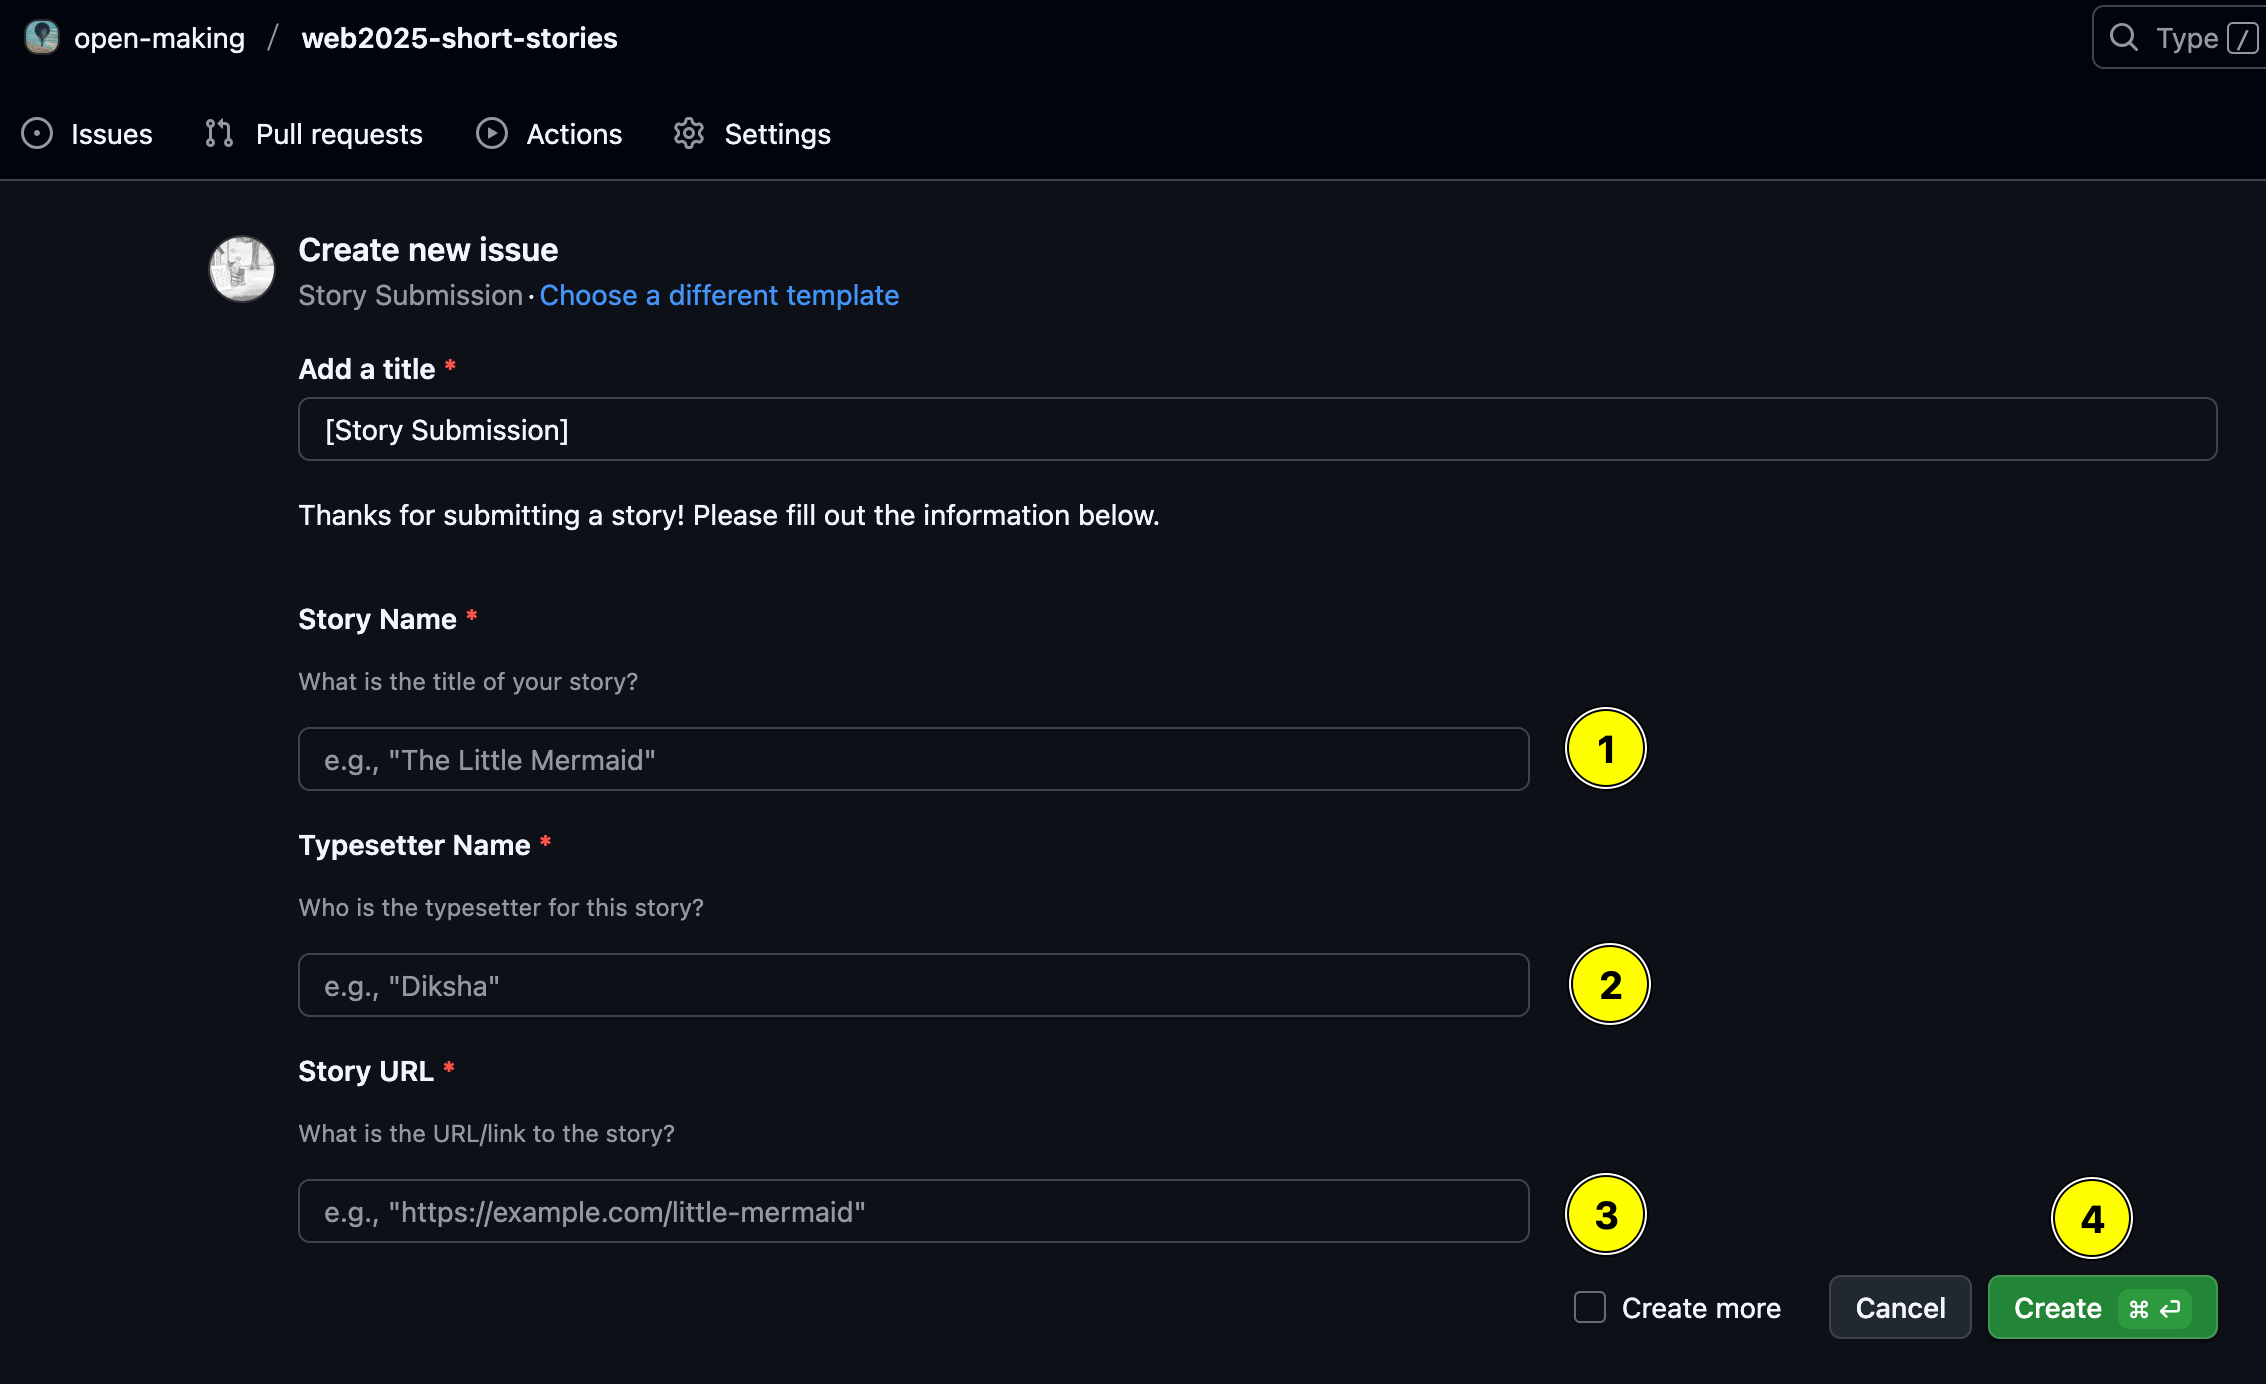 open-making / web2025-short-stories
Type /
Issues Pull requests Actions Settings
Create new issue
Story Submission · Choose a different template
Add a title *
[Story Submission]
Thanks for submitting a story! Please fill out the information below.
Story Name *
What is the title of your story?
e.g., "The Little Mermaid"
1
Typesetter Name *
Who is the typesetter for this story?
e.g., "Diksha"
2
Story URL *
What is the URL/link to the story?
e.g., "https://example.com/little-mermaid"
3
4
Create more Cancel Create ⌘ ↵